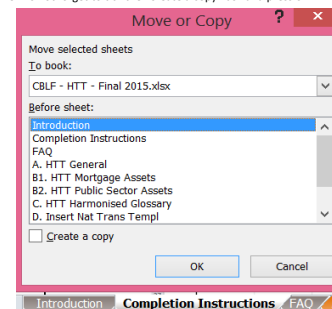 Move or Copy ? x
Move selected sheets
To book:
CBLF - HTT - Final 2015.xlsx
Before sheet:
Introduction
Completion Instructions
FAQ
A. HTT General
B1. HTT Mortgage Assets
B2. HTT Public Sector Assets
C. HTT Harmonised Glossary
D. Insert Nat Trans Templ
Create a copy
OK Cancel
Introduction Completion Instructions FAQ